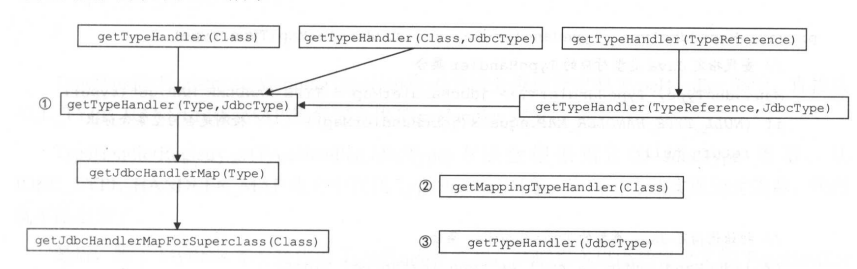 getTypeHandler(Class)
getTypeHandler(Class,JdbcType)
getTypeHandler(TypeReference)
① getTypeHandler(Type,JdbcType)
getTypeHandler(TypeReference,JdbcType)
getJdbcHandlerMap(Type)
② getMappingTypeHandler(Class)
getJdbcHandlerMapForSuperclass(Class)
③ getTypeHandler(JdbcType)